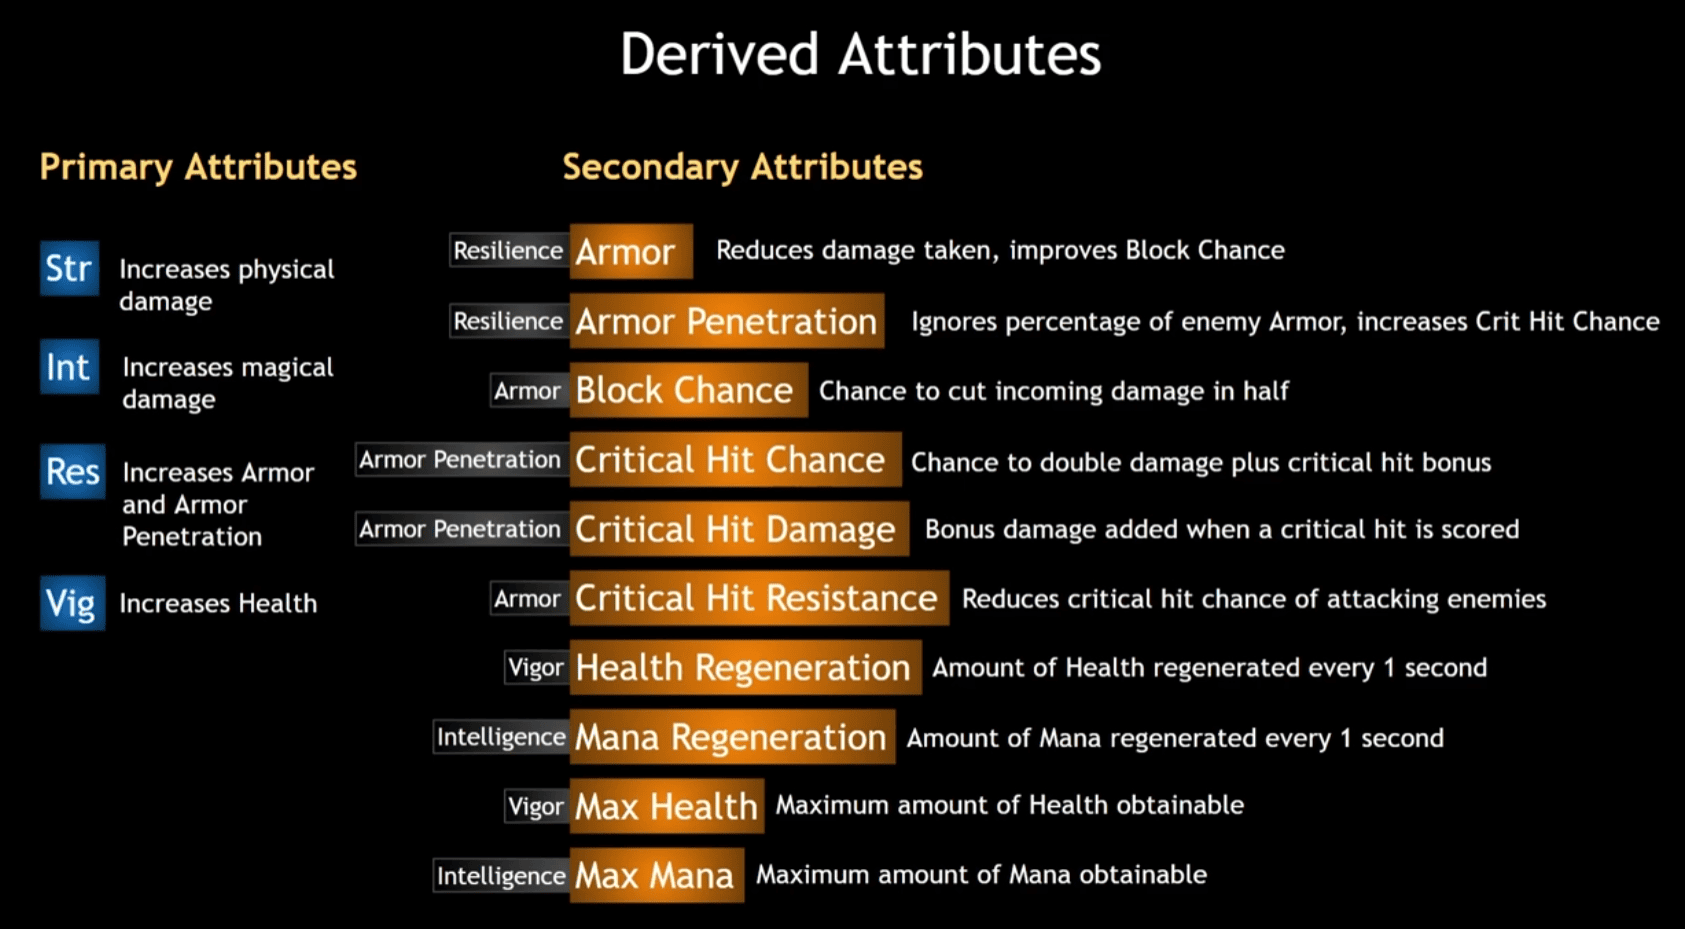 Derived Attributes
Primary Attributes
Str
Increases physical
damage
Int
Increases magical
damage
Res
Increases Armor
and Armor
Penetration
Vig
Increases Health
Secondary Attributes
Resilience Armor Reduces damage taken, improves Block Chance
Resilience Armor Penetration Ignores percentage of enemy Armor, increases Crit Hit Chance
Armor Block Chance Chance to cut incoming damage in half
Armor Penetration Critical Hit Chance Chance to double damage plus critical hit bonus
Armor Penetration Critical Hit Damage Bonus damage added when a critical hit is scored
Armor Critical Hit Resistance Reduces critical hit chance of attacking enemies
Vigor Health Regeneration Amount of Health regenerated every 1 second
Intelligence Mana Regeneration Amount of Mana regenerated every 1 second
Vigor Max Health Maximum amount of Health obtainable
Intelligence Max Mana Maximum amount of Mana obtainable